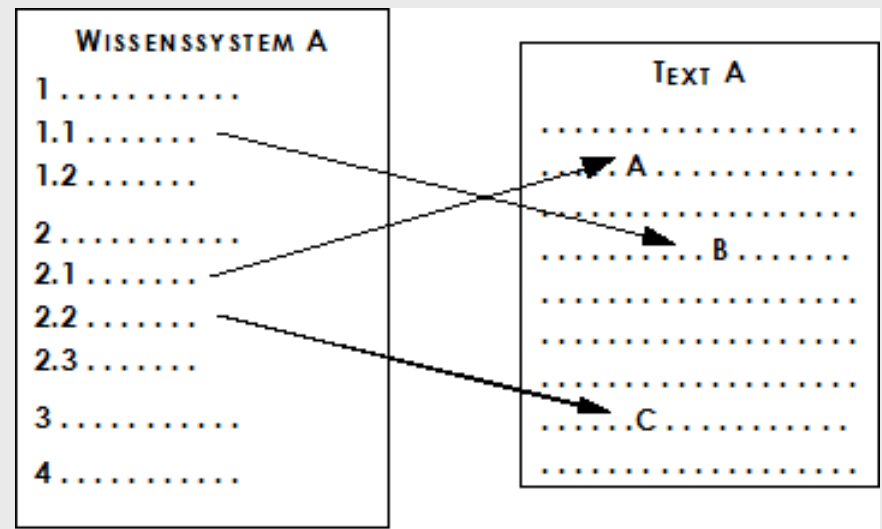 WISSENSSYSTEM A
1 . . . . . . . . . . .
1.1 . . . . . . .
1.2 . . . . . . .
2 . . . . . . . . . . .
2.1 . . . . . . .
2.2 . . . . . . .
2.3 . . . . . . .
3 . . . . . . . . . . .
4 . . . . . . . . . . .
TEXT A
. . . . . . . . . . . . . . . . . . .
. . . . . A . . . . . . . . . . . .
. . . . . . . . . . . . . . . . . . .
. . . . . . . . . . B . . . . . . .
. . . . . . . . . . . . . . . . . . .
. . . . . . . . . . . . . . . . . . .
. . . . . . . . . . . . . . . . . . .
. . . . . . C . . . . . . . . . . .
. . . . . . . . . . . . . . . . . . .